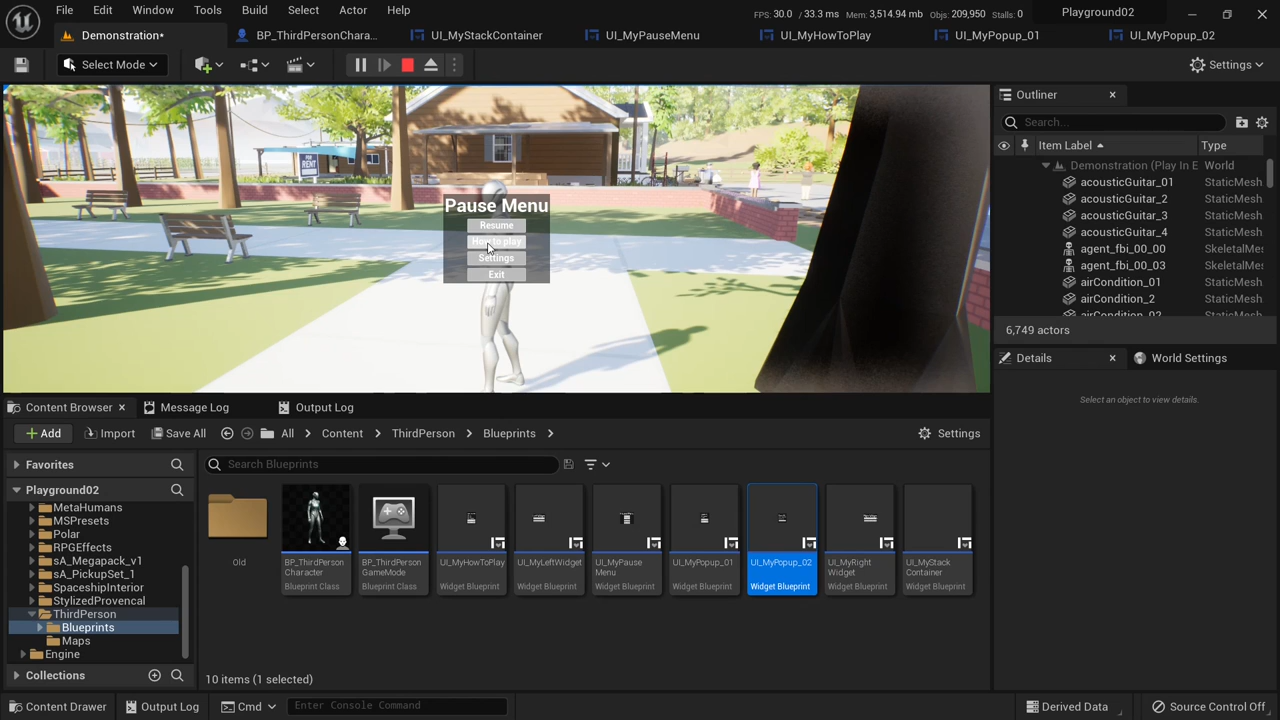 File Edit Window Tools Build Select Actor Help
FPS: 30.0 / 33.3 ms Mem: 3,514.94 mb Objs: 209,950 Stalls: 0
Playground02
Demonstration*
BP_ThirdPersonChara...
UI_MyStackContainer
UI_MyPauseMenu
UI_MyHowToPlay
UI_MyPopup_01
UI_MyPopup_02
Select Mode
Settings
FOR
RENT
Pause Menu
Resume
How to play
Settings
Exit
Outliner
Search...
Item Label Type
Demonstration (Play In E World
acousticGuitar_01 StaticMesh
acousticGuitar_2 StaticMesh
acousticGuitar_3 StaticMesh
acousticGuitar_4 StaticMesh
agent_fbi_00_00 SkeletalMes
agent_fbi_00_03 SkeletalMes
airCondition_01 StaticMesh
airCondition_2 StaticMesh
airCondition_02 StaticMesh
6,749 actors
Details
World Settings
Select an object to view details.
Content Browser
Message Log
Output Log
Add
Import
Save All
All
Content
ThirdPerson
Blueprints
Settings
Favorites
Search Blueprints
Playground02
MetaHumans
MSPresets
Polar
RPGEffects
sA_Megapack_v1
sA_PickupSet_1
SpaceshipInterior
StylizedProvencal
ThirdPerson
Blueprints
Maps
Engine
Collections
Old
BP_ThirdPerson
Character
Blueprint Class
BP_ThirdPerson
GameMode
Blueprint Class
UI_MyHowToPlay
Widget Blueprint
UI_MyLeftWidget
Widget Blueprint
UI_MyPause
Menu
Widget Blueprint
UI_MyPopup_01
Widget Blueprint
UI_MyPopup_02
Widget Blueprint
UI_MyRight
Widget
Widget Blueprint
UI_MyStack
Container
Widget Blueprint
10 items (1 selected)
Content Drawer
Output Log
Cmd
Enter Console Command
Derived Data
Source Control Off